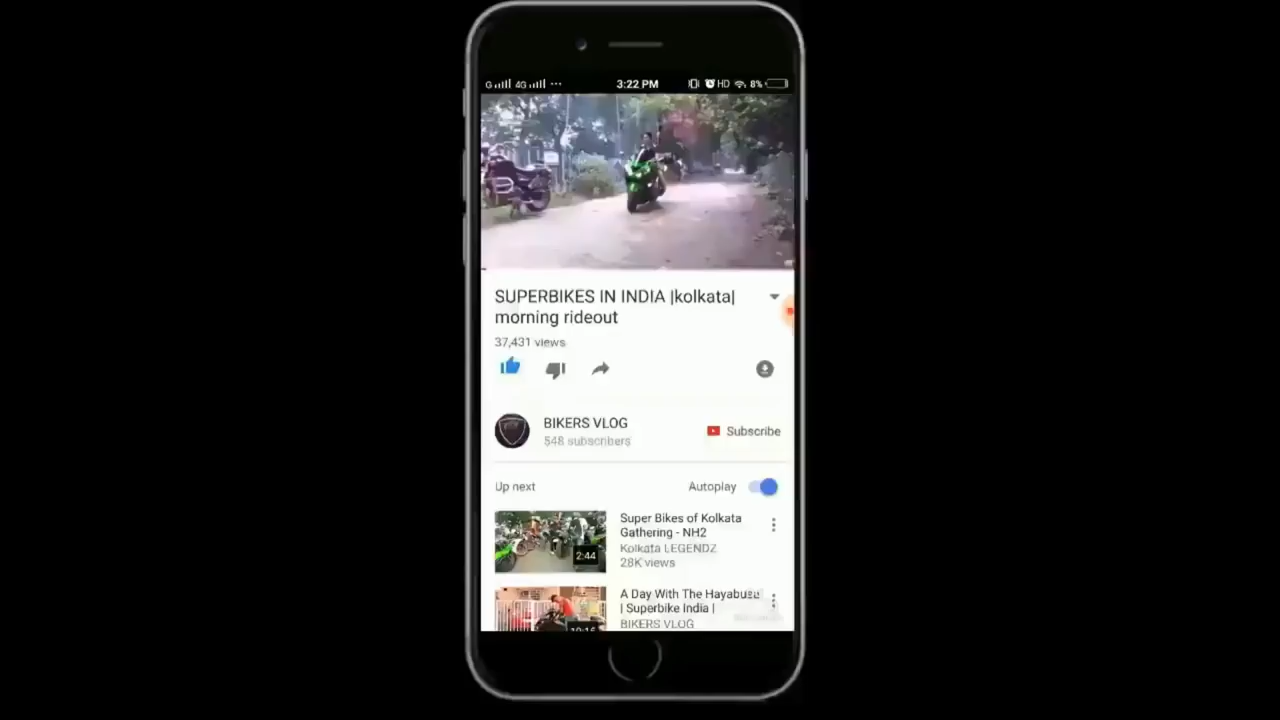 G 4G ... 3:22 PM HD 8%
SUPERBIKES IN INDIA |kolkata|
morning rideout
37,431 views
BIKERS VLOG
548 subscribers
Subscribe
Up next
Autoplay
Super Bikes of Kolkata
Gathering - NH2
Kolkata LEGENDZ
28K views
2:44
A Day With The Hayabusa
| Superbike India |
BIKERS VLOG